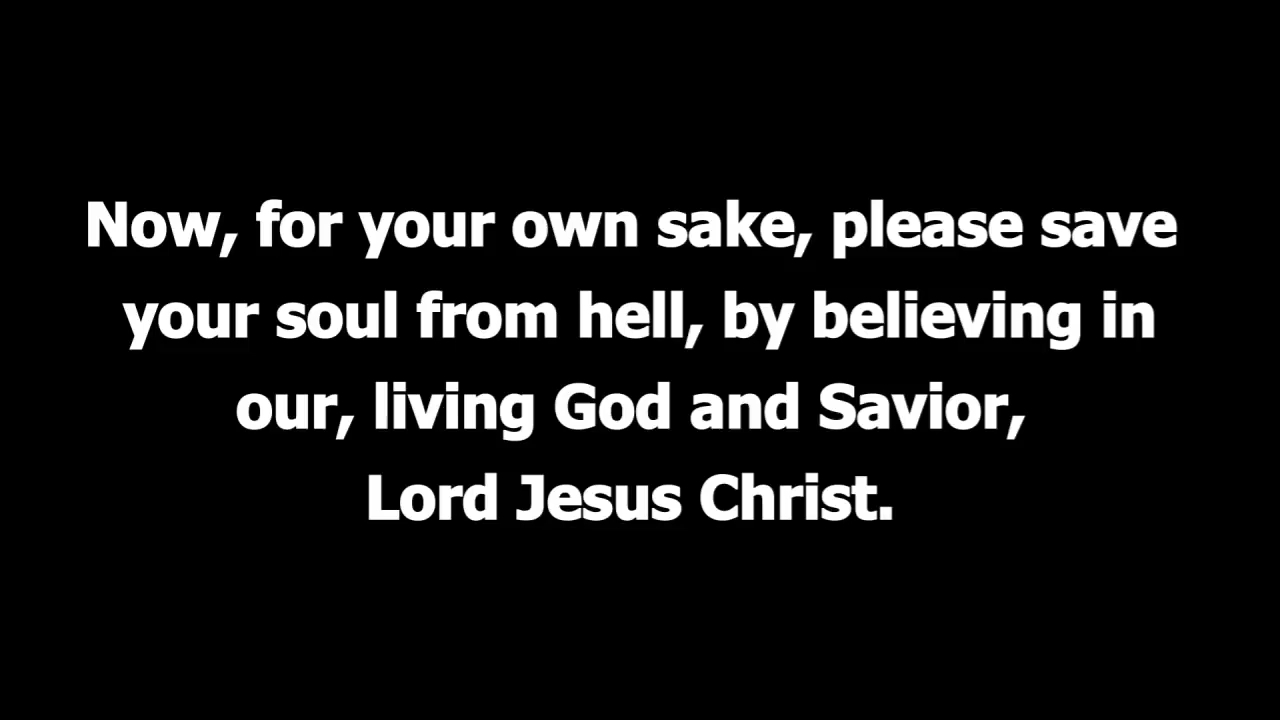 Now, for your own sake, please save
your soul from hell, by believing in
our, living God and Savior,
Lord Jesus Christ.